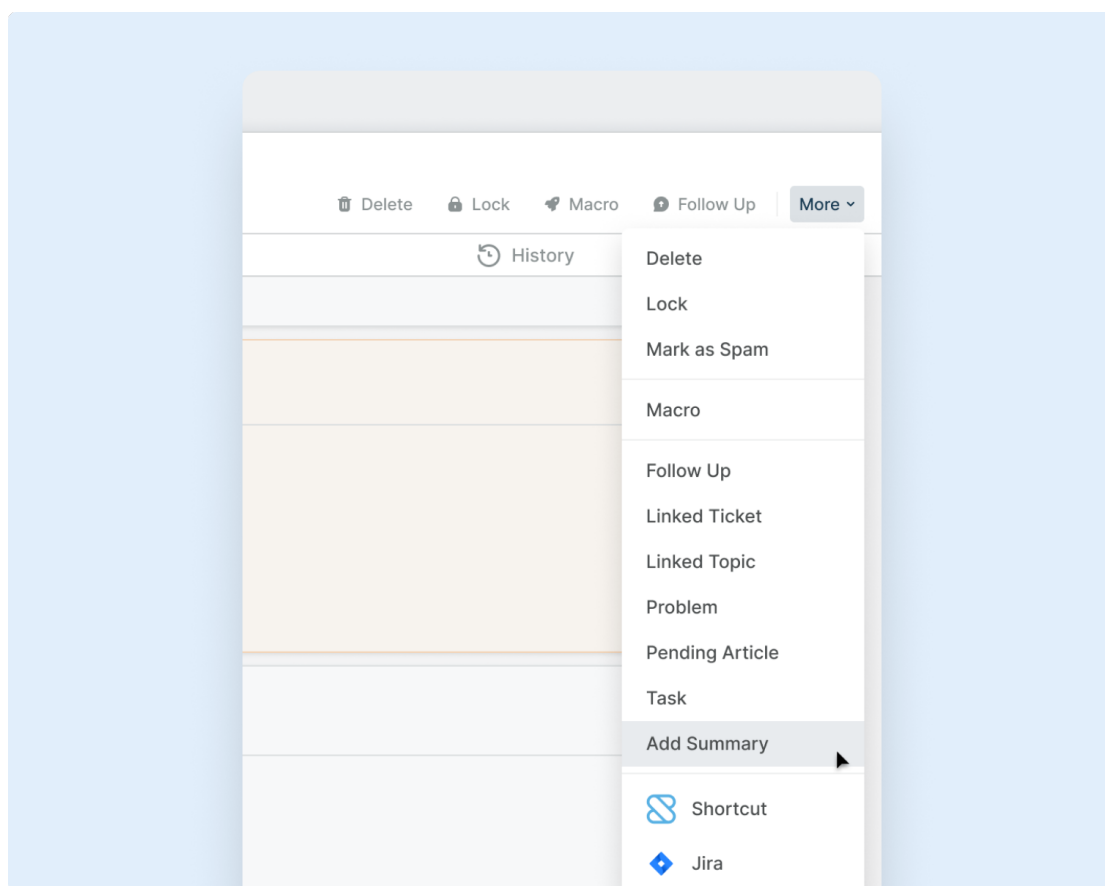 Delete Lock Macro Follow Up More
History
Delete
Lock
Mark as Spam
Macro
Follow Up
Linked Ticket
Linked Topic
Problem
Pending Article
Task
Add Summary
Shortcut
Jira